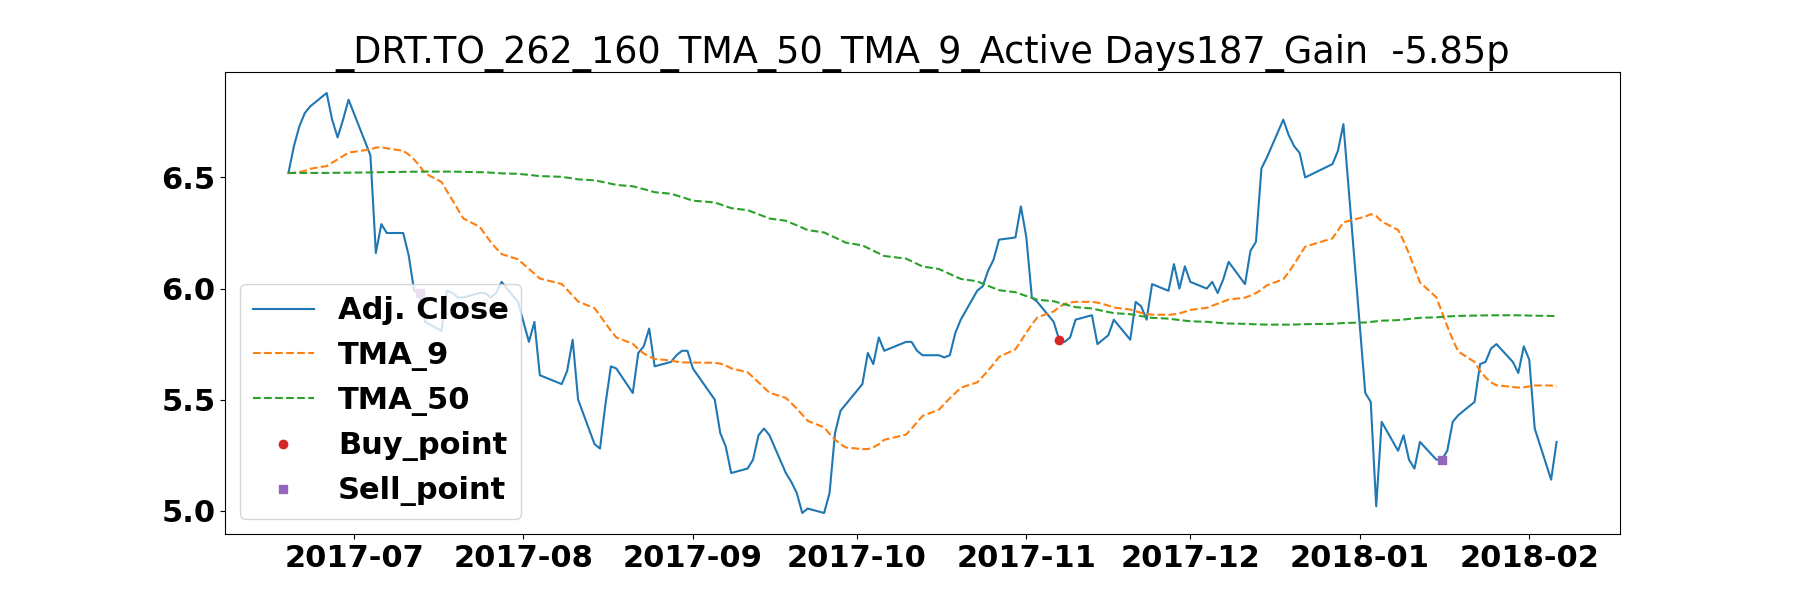 _DRT.TO_262_160_TMA_50_TMA_9_Active Days187_Gain  -5.85p
6.5
6.0
5.5
5.0
Adj. Close
TMA_9
TMA_50
Buy_point
Sell_point
2017-07 2017-08 2017-09 2017-10 2017-11 2017-12 2018-01 2018-02